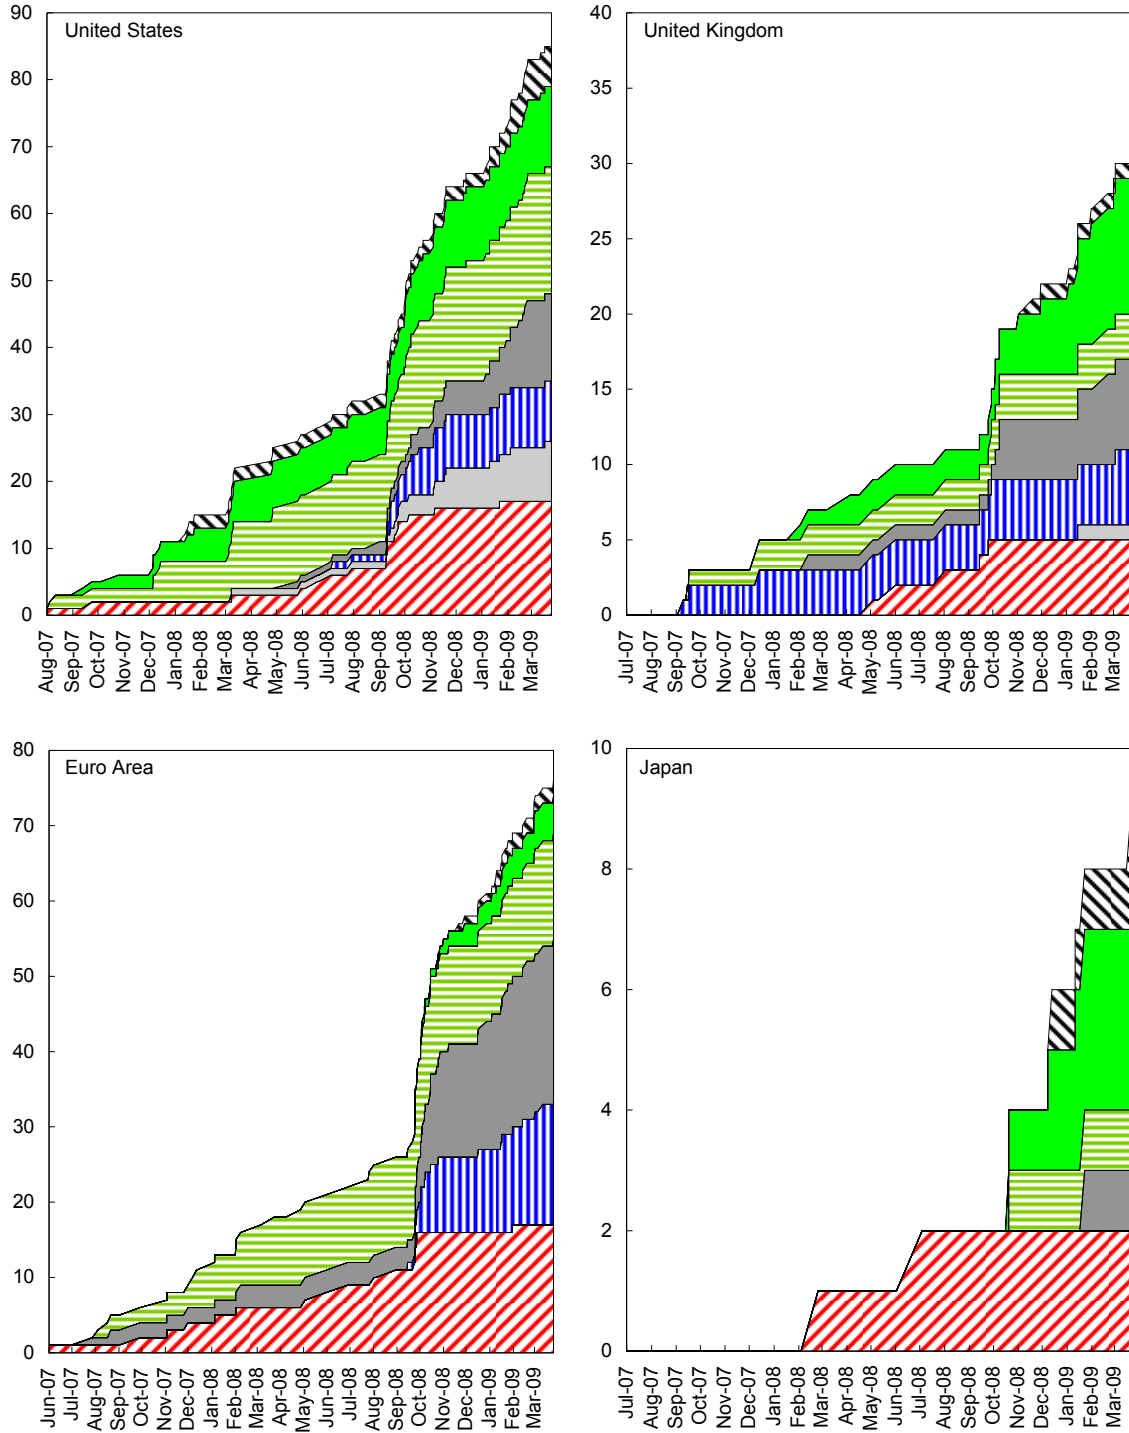 United States
90
80
70
60
50
40
30
20
10
0
Aug-07
Sep-07
Oct-07
Nov-07
Dec-07
Jan-08
Feb-08
Mar-08
Apr-08
May-08
Jun-08
Jul-08
Aug-08
Sep-08
Oct-08
Nov-08
Dec-08
Jan-09
Feb-09
Mar-09
United Kingdom
40
35
30
25
20
15
10
5
0
Jul-07
Aug-07
Sep-07
Oct-07
Nov-07
Dec-07
Jan-08
Feb-08
Mar-08
Apr-08
May-08
Jun-08
Jul-08
Aug-08
Sep-08
Oct-08
Nov-08
Dec-08
Jan-09
Feb-09
Mar-09
Euro Area
80
70
60
50
40
30
20
10
0
Jun-07
Jul-07
Aug-07
Sep-07
Oct-07
Nov-07
Dec-07
Jan-08
Feb-08
Mar-08
Apr-08
May-08
Jun-08
Jul-08
Aug-08
Sep-08
Oct-08
Nov-08
Dec-08
Jan-09
Feb-09
Mar-09
Japan
10
8
6
4
2
0
Jul-07
Aug-07
Sep-07
Oct-07
Nov-07
Dec-07
Jan-08
Feb-08
Mar-08
Apr-08
May-08
Jun-08
Jul-08
Aug-08
Sep-08
Oct-08
Nov-08
Dec-08
Jan-09
Feb-09
Mar-09